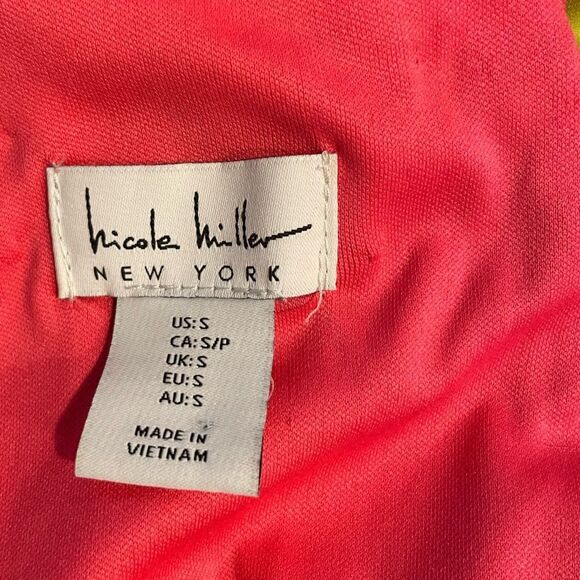 nicole miller
NEW YORK
US: S
CA: S/P
UK: S
EU: S
AU: S
MADE IN
VIETNAM